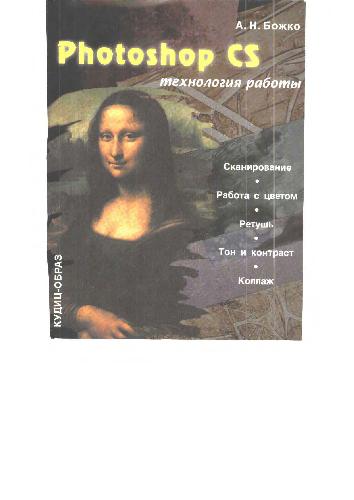 А. Н. Божко
Photoshop CS
технология работы
Сканирование
•
Работа с цветом
•
Ретушь
•
Тон и контраст
•
Коллаж
КУДИЦ-ОБРАЗ